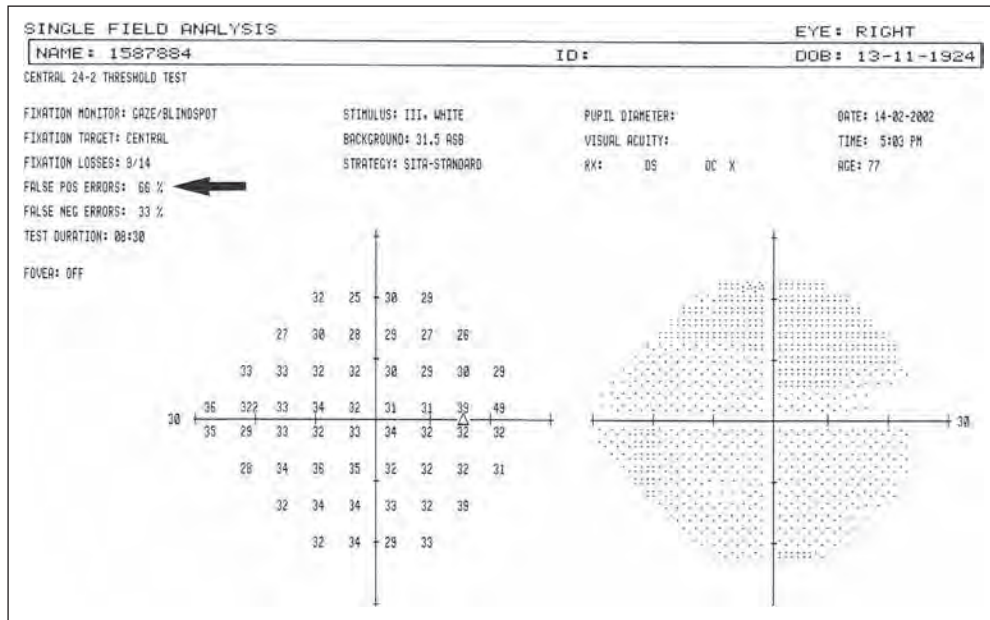 SINGLE FIELD ANALYSIS EYE: RIGHT
NAME: 1587884 ID: DOB: 13-11-1924
CENTRAL 24-2 THRESHOLD TEST
FIXATION MONITOR: GAZE/BLINDSPOT STIMULUS: III, WHITE PUPIL DIAMETER: DATE: 14-02-2002
FIXATION TARGET: CENTRAL BACKGROUND: 31.5 ASB VISUAL ACUITY: TIME: 5:03 PM
FIXATION LOSSES: 9/14 STRATEGY: SITA-STANDARD RX: DS DC X AGE: 77
FALSE POS ERRORS: 66 %
FALSE NEG ERRORS: 33 %
TEST DURATION: 08:30
FOVEA: OFF
32 25 30 29
27 30 28 29 27 26
33 33 32 32 30 29 30 29
36 322 33 34 32 31 31 39 49
30 30
35 29 33 32 33 34 32 32 32
28 34 36 35 32 32 32 31
32 34 34 33 32 39
32 34 29 33